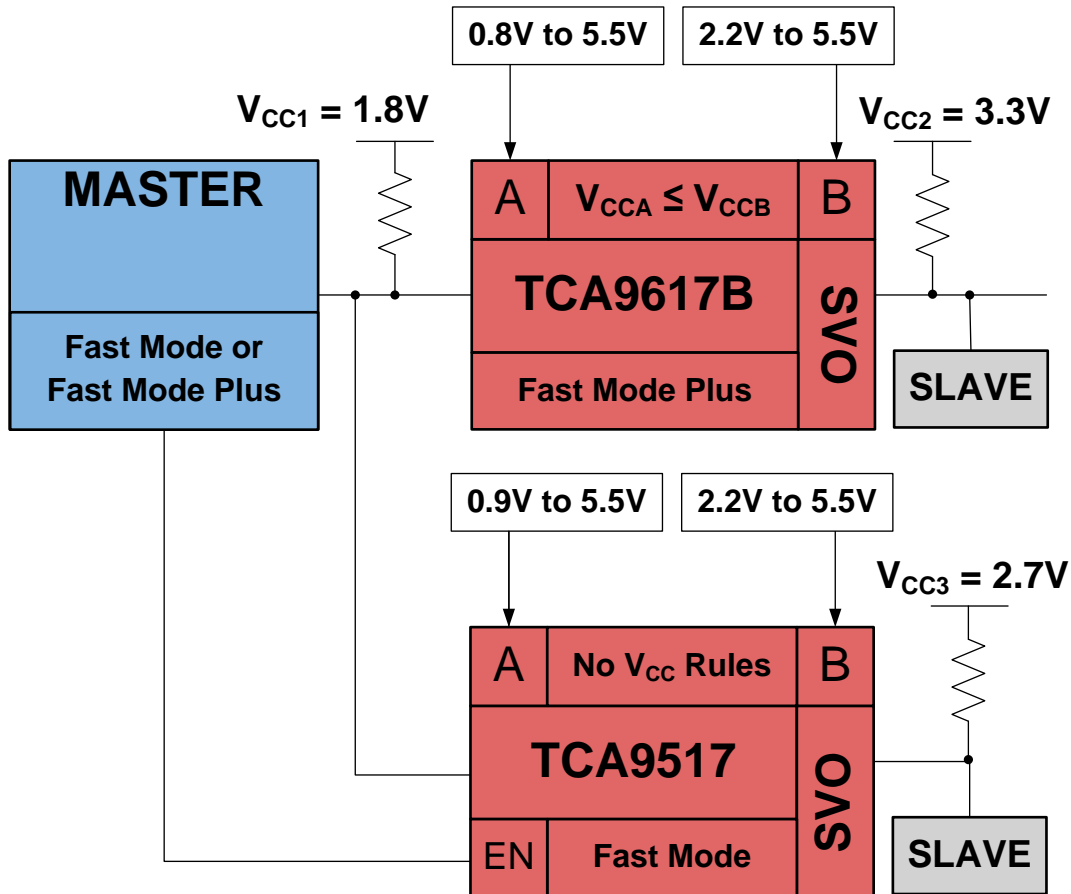 0.8V to 5.5V
2.2V to 5.5V
VCC1 = 1.8V
VCC2 = 3.3V
MASTER
Fast Mode or
Fast Mode Plus
A
VCCA ≤ VCCB
B
TCA9617B
Fast Mode Plus
SVO
SLAVE
0.9V to 5.5V
2.2V to 5.5V
VCC3 = 2.7V
A
No VCC Rules
B
TCA9517
EN
Fast Mode
SVO
SLAVE